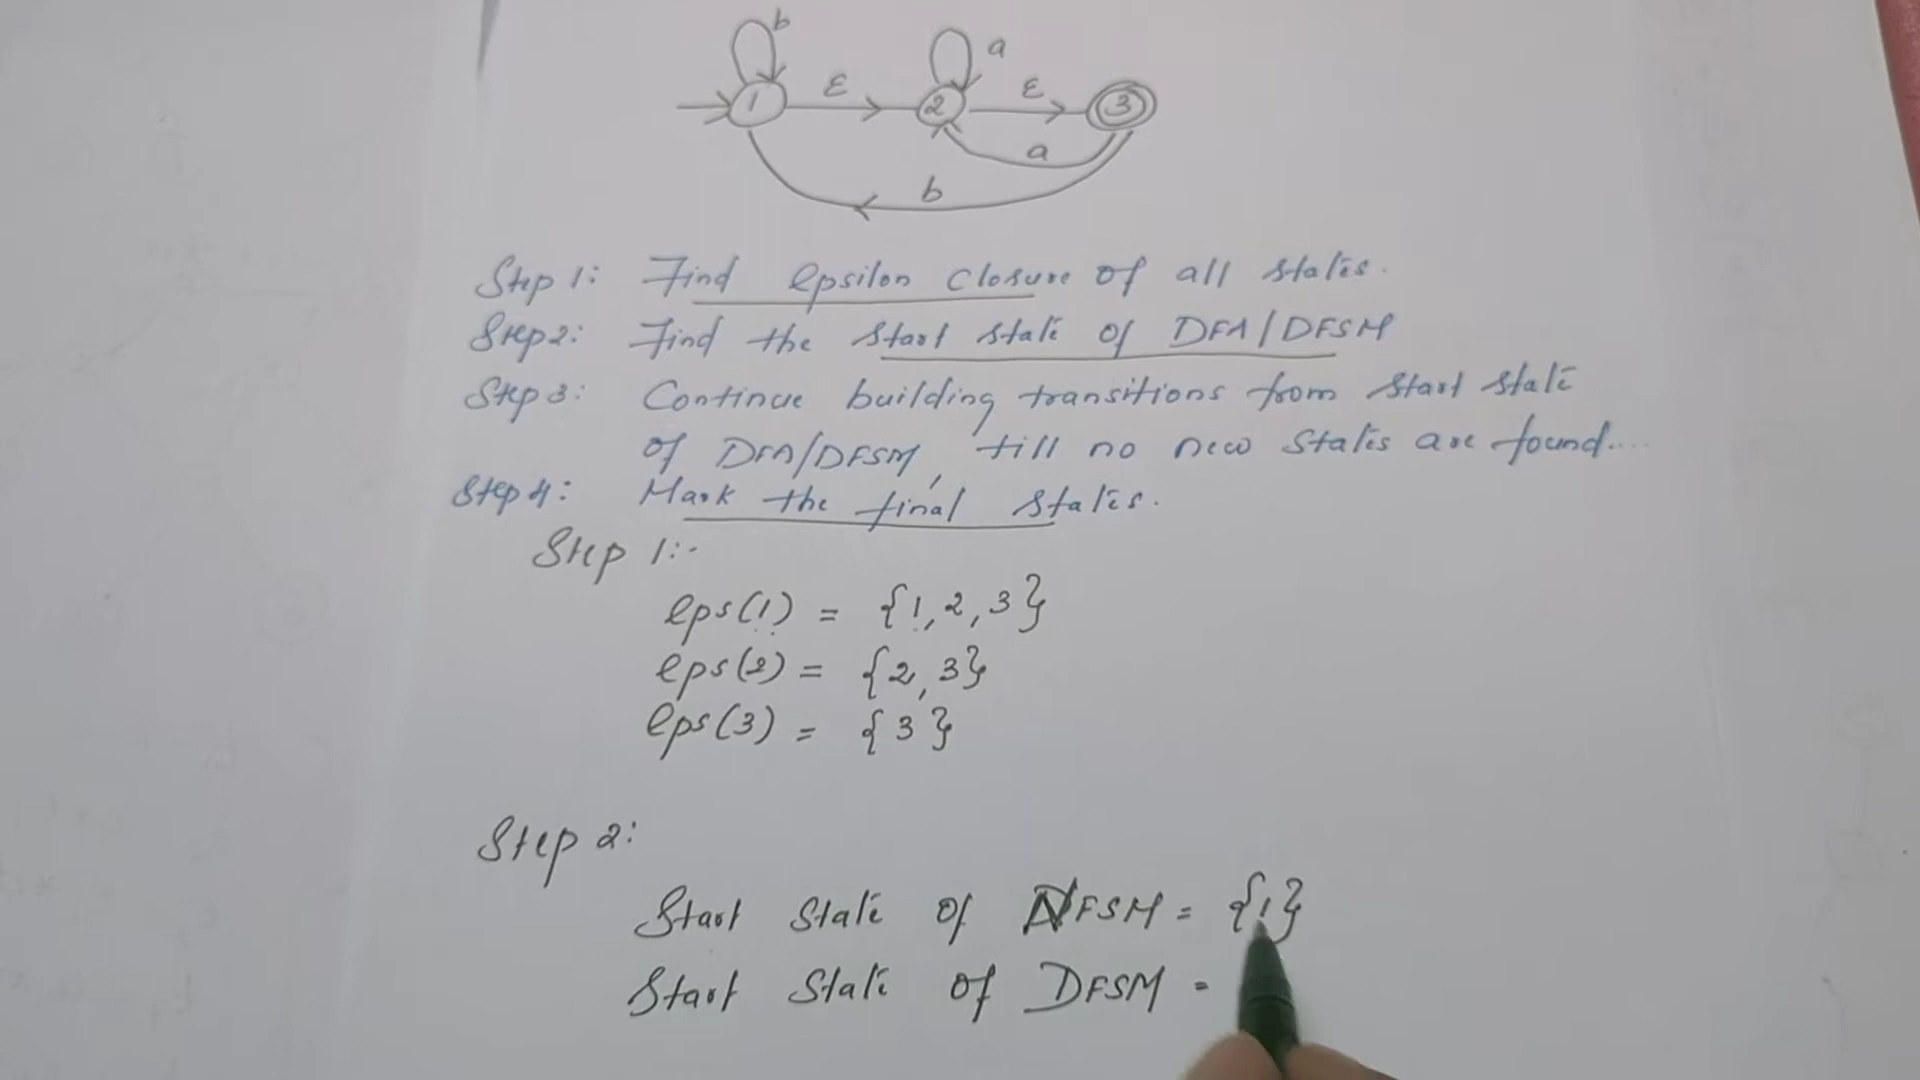 b
a
ε
ε
1
2
3
a
b
Step 1: Find epsilon closure of all states.
Step2: Find the start state of DFA/DFSM
Step 3: Continue building transitions from start state
of DFA/DFSM, till no new states are found....
Step 4: Mark the final states.
Step 1:-
eps(1) = {1,2,3}
eps(2) = {2,3}
eps(3) = {3}
Step 2:
Start State of NFSM = {1}
Start State of DFSM =